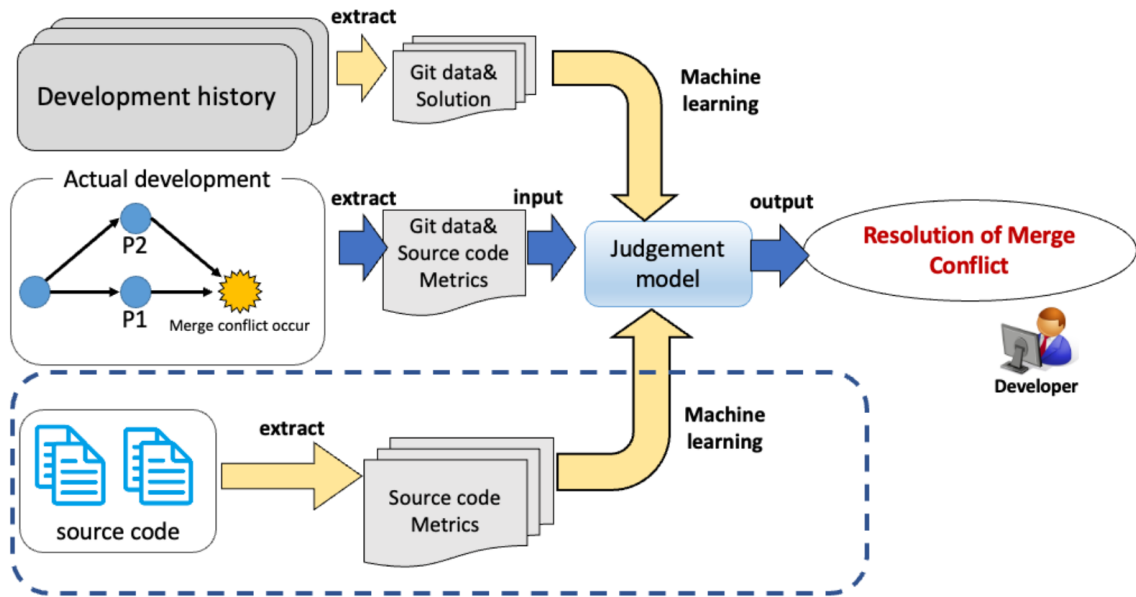 extract
Development history
Git data&
Solution
Machine
learning
Actual development
P2
P1
Merge conflict occur
extract
Git data&
Source code
Metrics
input
Judgement
model
output
Resolution of Merge
Conflict
Developer
source code
extract
Source code
Metrics
Machine
learning